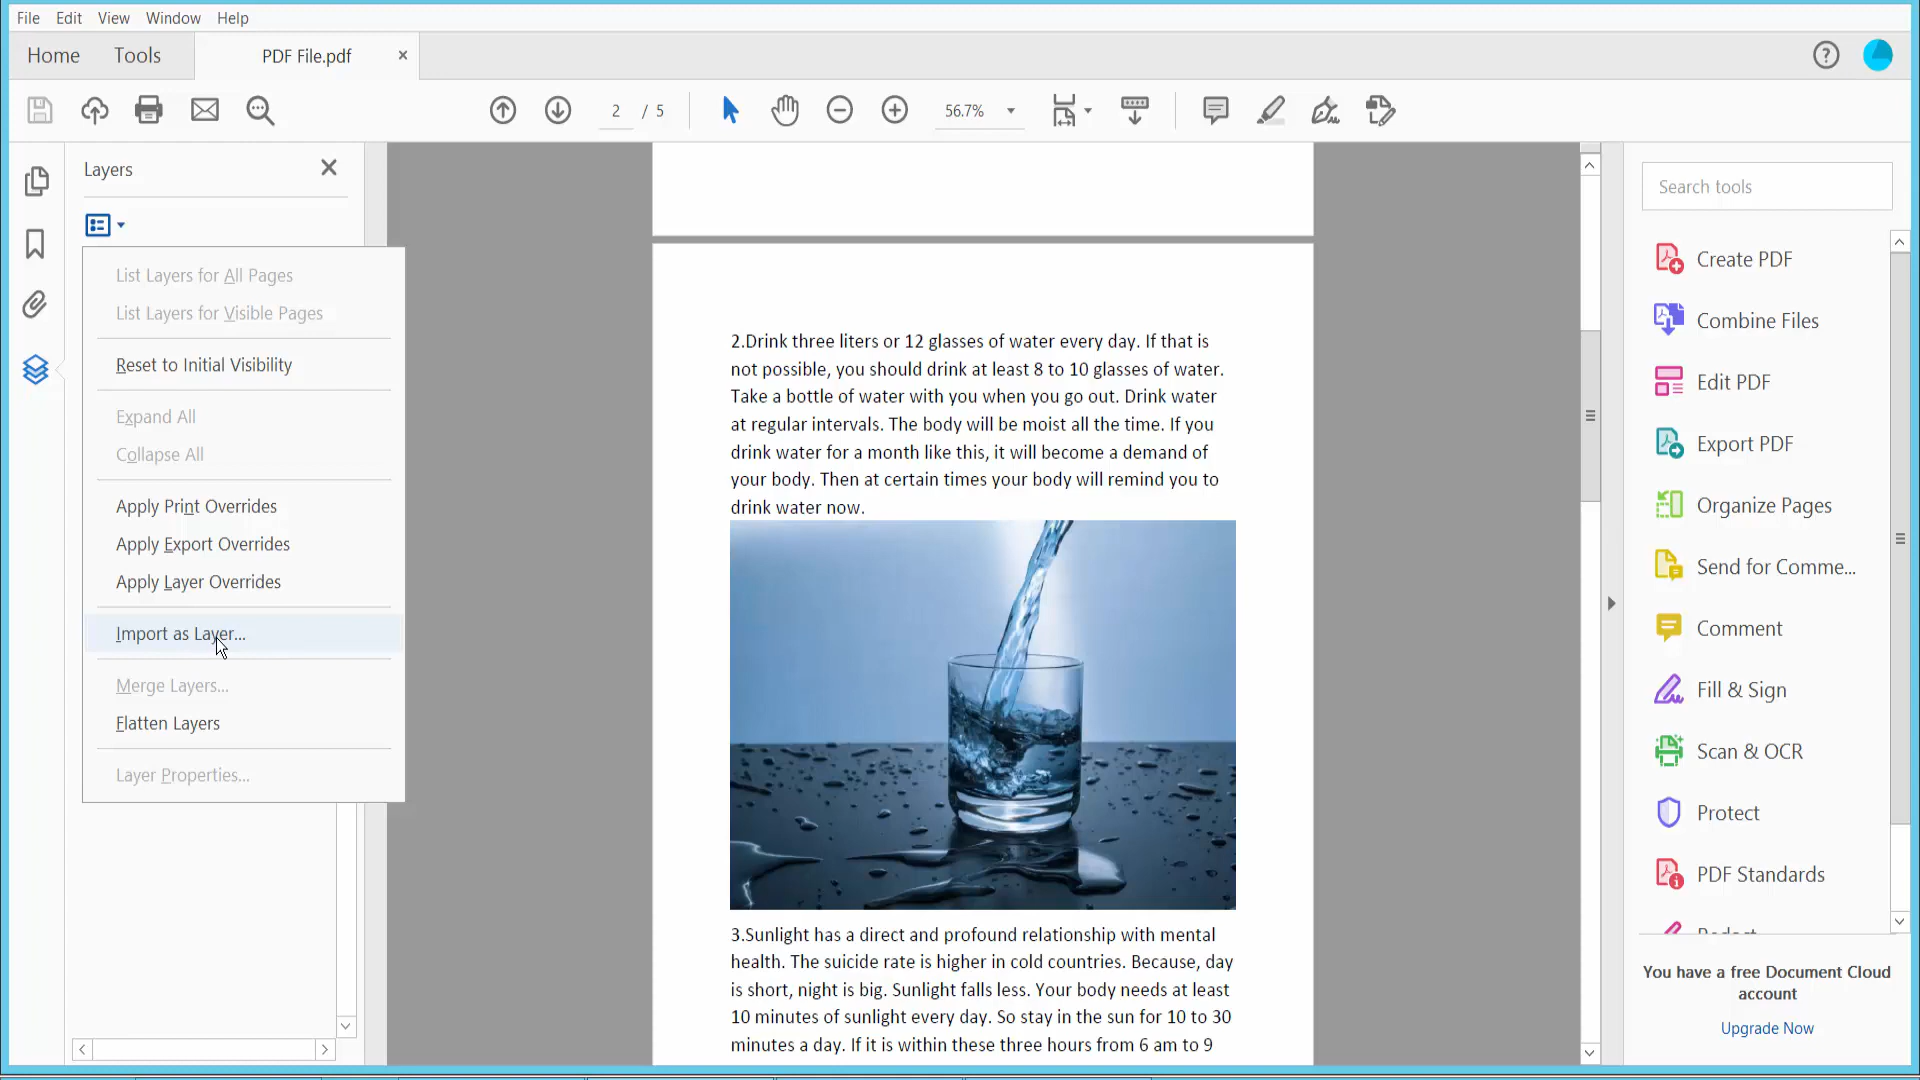 File Edit View Window Help
Home Tools PDF File.pdf
2 / 5 56.7%
Layers
List Layers for All Pages
List Layers for Visible Pages
Reset to Initial Visibility
Expand All
Collapse All
Apply Print Overrides
Apply Export Overrides
Apply Layer Overrides
Import as Layer...
Merge Layers...
Flatten Layers
Layer Properties...
2.Drink three liters or 12 glasses of water every day. If that is
not possible, you should drink at least 8 to 10 glasses of water.
Take a bottle of water with you when you go out. Drink water
at regular intervals. The body will be moist all the time. If you
drink water for a month like this, it will become a demand of
your body. Then at certain times your body will remind you to
drink water now.
3.Sunlight has a direct and profound relationship with mental
health. The suicide rate is higher in cold countries. Because, day
is short, night is big. Sunlight falls less. Your body needs at least
10 minutes of sunlight every day. So stay in the sun for 10 to 30
minutes a day. If it is within these three hours from 6 am to 9
Search tools
Create PDF
Combine Files
Edit PDF
Export PDF
Organize Pages
Send for Comme...
Comment
Fill & Sign
Scan & OCR
Protect
PDF Standards
You have a free Document Cloud
account
Upgrade Now